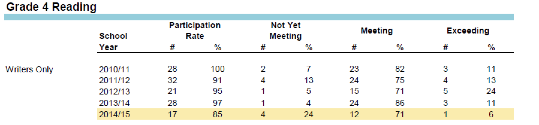 Grade 4 Reading
Participation Not Yet
School Rate Meeting Meeting Exceeding
Year # % # % # % # %
Writers Only 2010/11 28 100 2 7 23 82 3 11
2011/12 32 91 4 13 24 75 4 13
2012/13 21 95 1 5 15 71 5 24
2013/14 28 97 1 4 24 86 3 11
2014/15 17 85 4 24 12 71 1 6